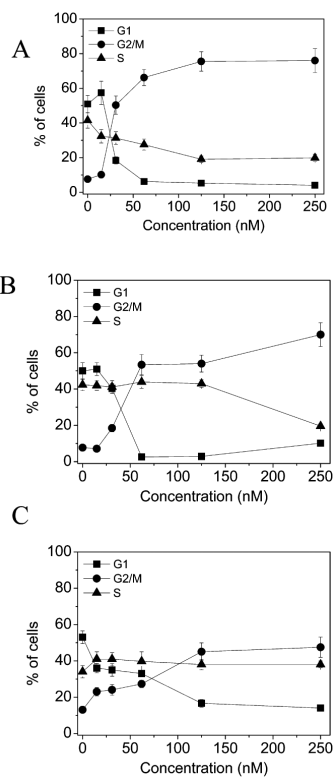 A
% of cells
100
80
60
40
20
0
G1
G2/M
S
0 50 100 150 200 250
Concentration (nM)
B
% of cells
100
80
60
40
20
0
G1
G2/M
S
0 50 100 150 200 250
Concentration (nM)
C
% of cells
100
80
60
40
20
0
G1
G2/M
S
0 50 100 150 200 250
Concentration (nM)